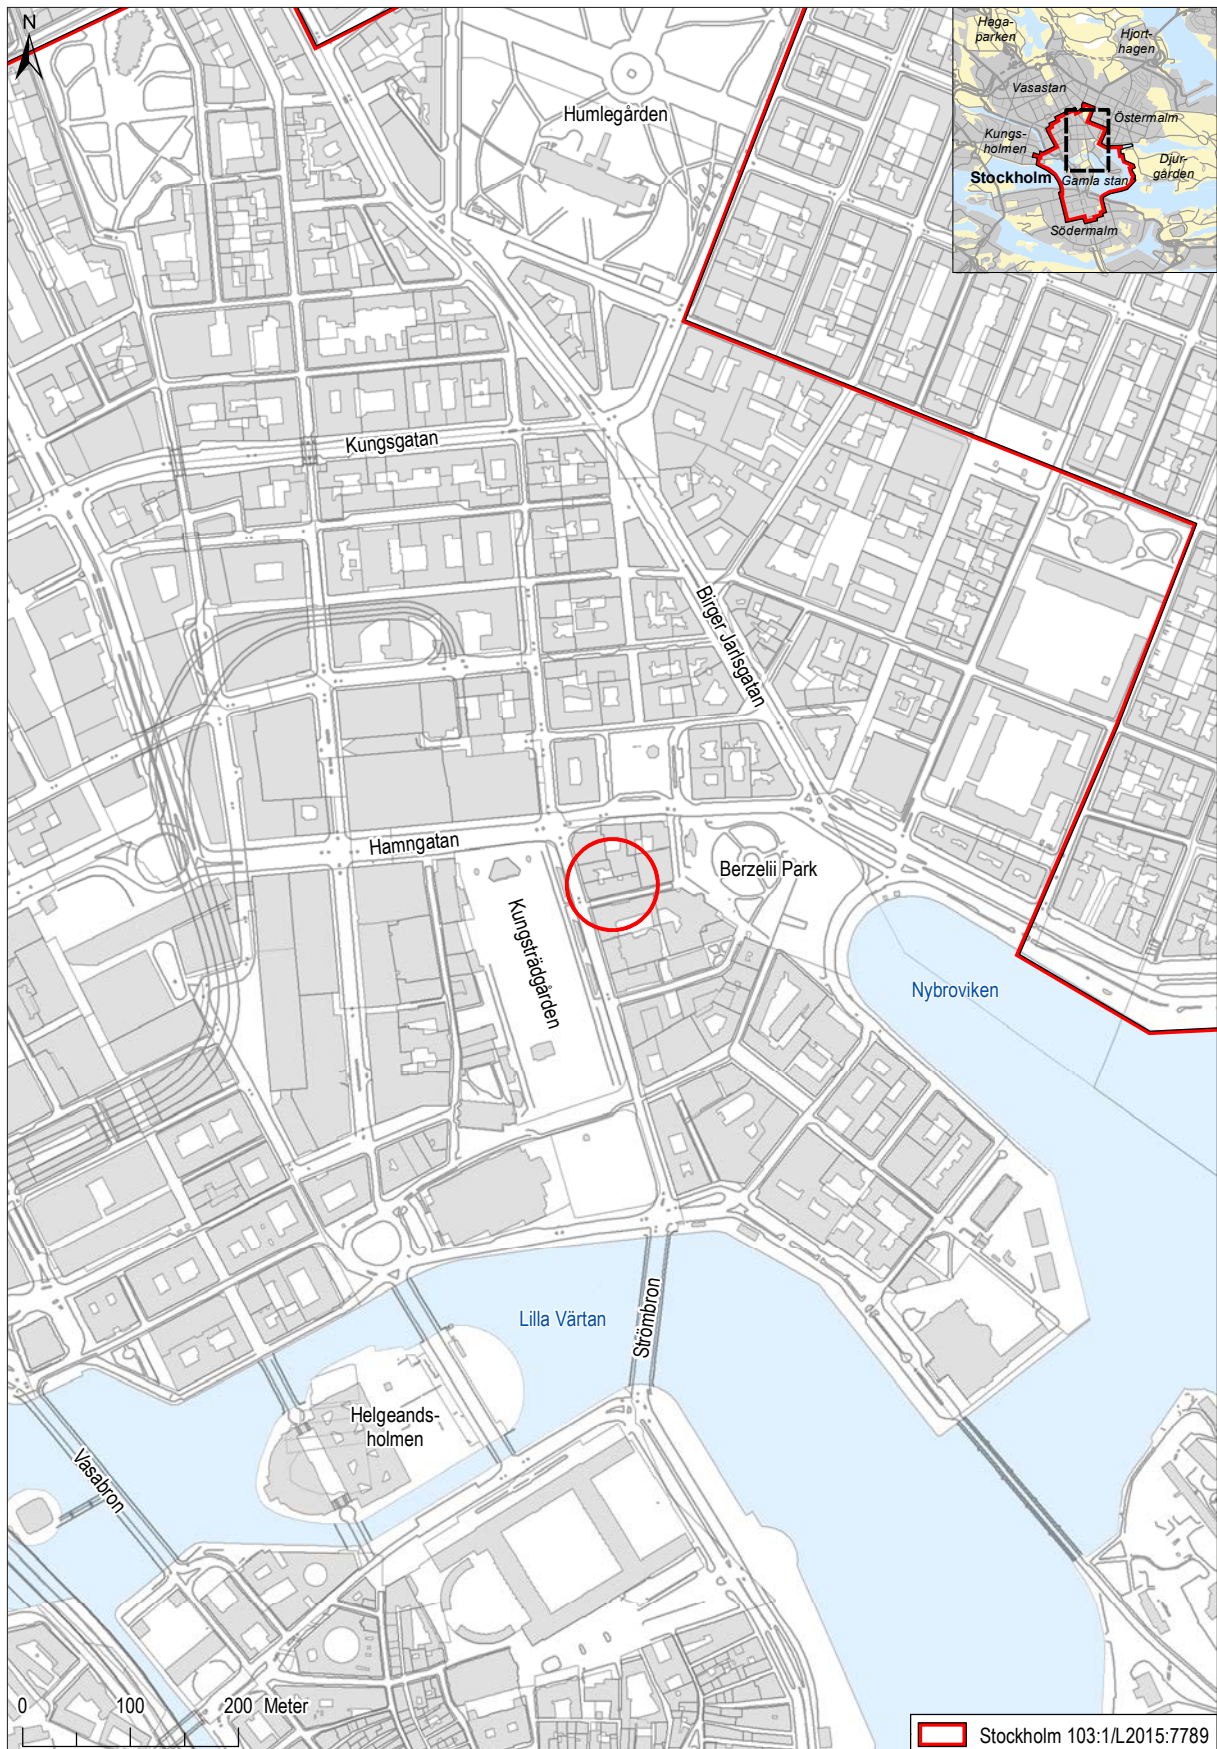 N
Haga-
parken
Hjort-
hagen
Vasastan
Östermalm
Kungs-
holmen
Djur-
gården
Stockholm
Gamla stan
Södermalm
Humlegården
Kungsgatan
Birger Jarlsgatan
Hamngatan
Berzelii Park
Kungsträdgården
Nybroviken
Lilla Värtan
Strömbron
Helgeands-
holmen
Vasabron
0 100 200 Meter
Stockholm 103:1/L2015:7789